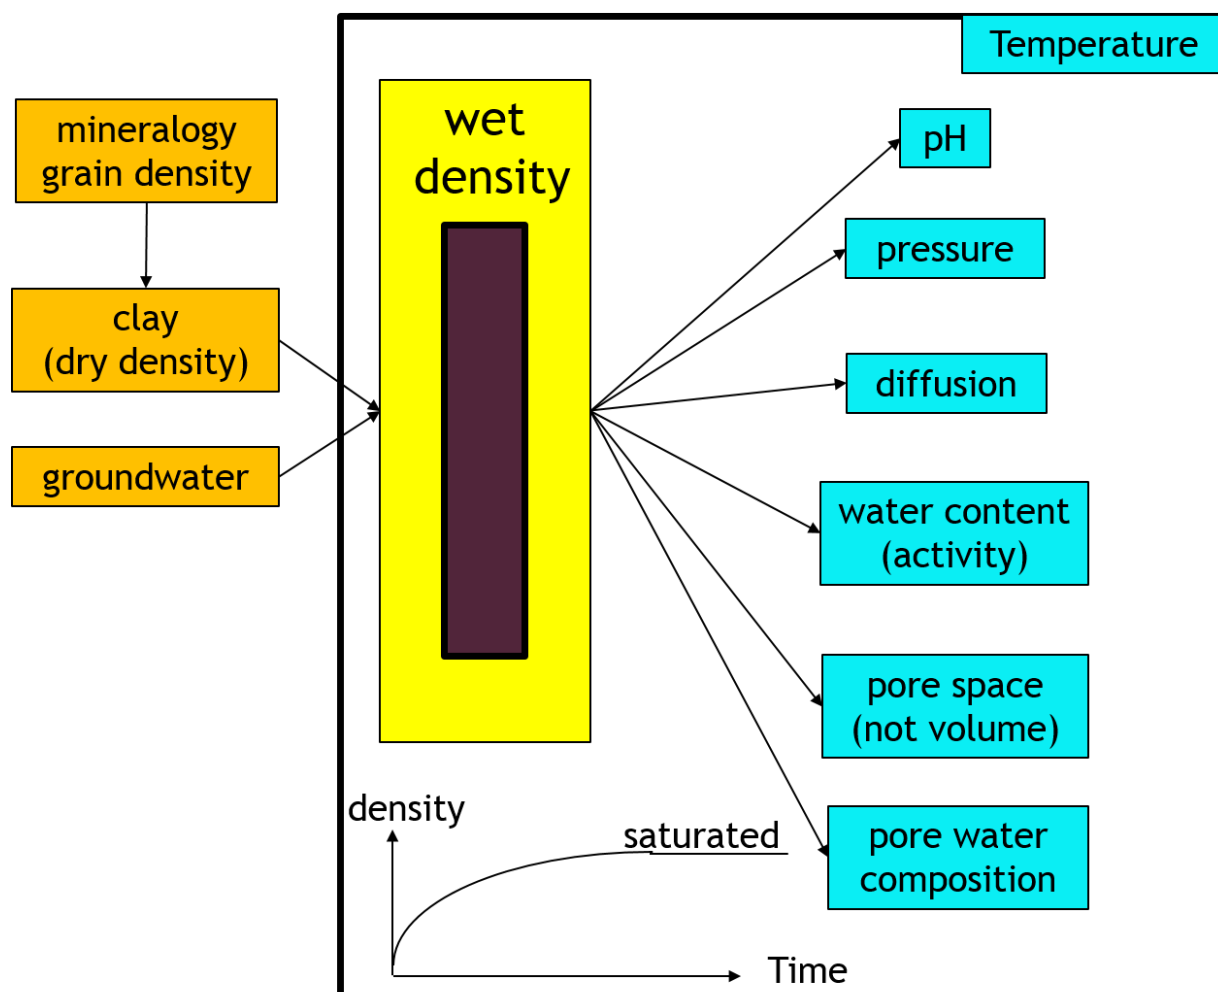 Temperature
mineralogy
grain density
clay
(dry density)
groundwater
wet
density
pH
pressure
diffusion
water content
(activity)
pore space
(not volume)
pore water
composition
density
saturated
Time